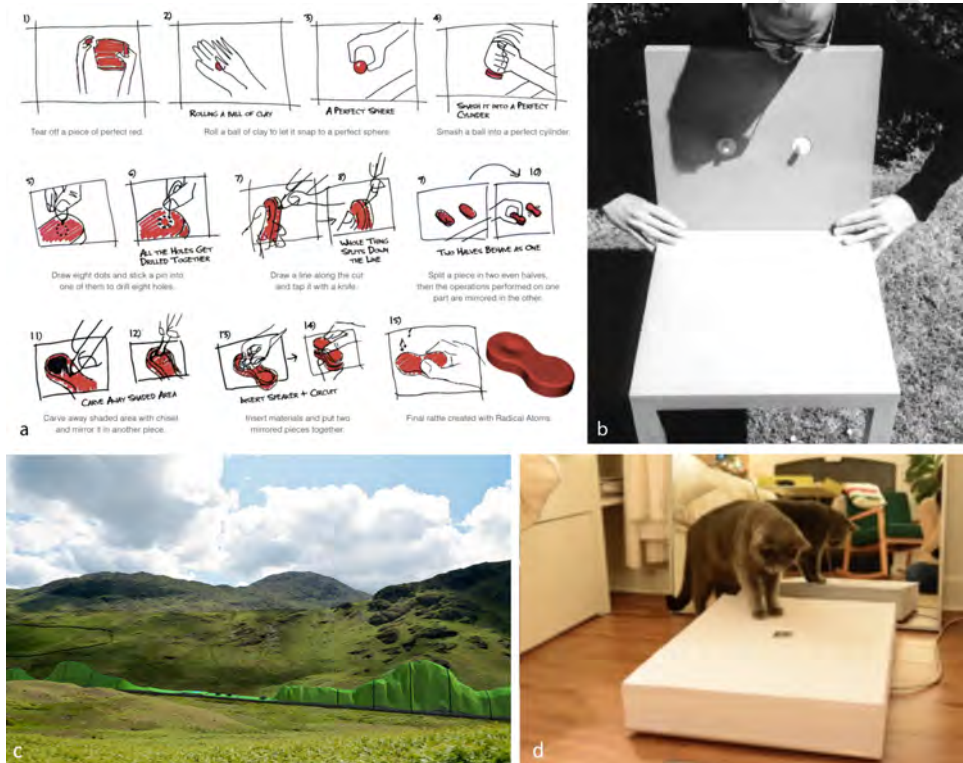 1)
2)
3)
4)
ROLLING A BALL OF CLAY
A PERFECT SPHERE
SMASH IT INTO A PERFECT
CYLINDER
Tear off a piece of perfect red.
Roll a ball of clay to let it snap to a perfect sphere
Smash a ball into a perfect cylinder.
5)
6)
7)
8)
9)
10)
ALL THE HOLES GET
DRILLED TOGETHER
WHOLE THING
SPLITS DOWN
THE LINE
TWO HALVES BEHAVE AS ONE
Draw eight dots and stick a pin into
one of them to drill eight holes.
Draw a line along the cut
and tap it with a knife.
Split a piece in two even halves,
then the operations performed on one
part are mirrored in the other.
11)
12)
13)
14)
15)
CARVE AWAY SHADED AREA
INSERT SPEAKER + CIRCUIT
Carve away shaded area with chisel
and mirror it in another piece.
Insert materials and put two
mirrored pieces together.
Final rattle created with Radical Atoms.
a
b
c
d